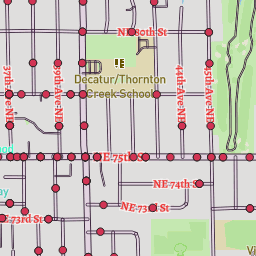 NE 80th St
Decatur/Thornton
Creek School
37th Ave NE
39th Ave NE
44th Ave NE
45th Ave NE
E 75th St
NE 74th St
NE 73rd St
E 73rd St